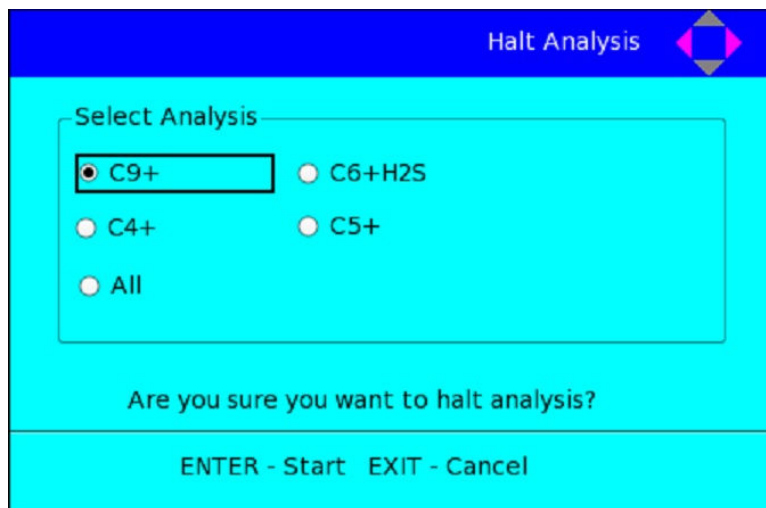 Halt Analysis
Select Analysis
C9+ C6+H2S
C4+ C5+
All
Are you sure you want to halt analysis?
ENTER - Start EXIT - Cancel